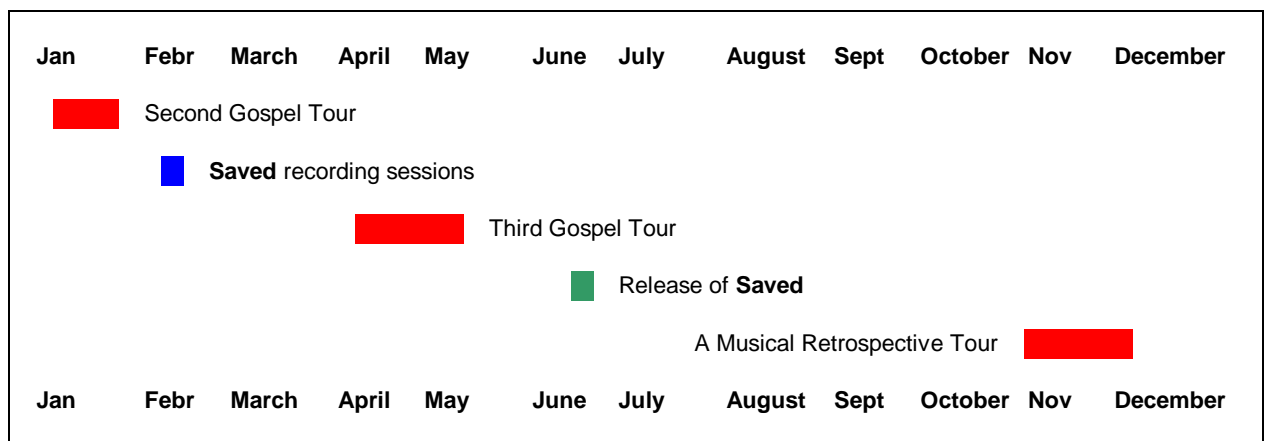 Jan Febr March April May June July August Sept October Nov December
Second Gospel Tour
Saved recording sessions
Third Gospel Tour
Release of Saved
A Musical Retrospective Tour
Jan Febr March April May June July August Sept October Nov December